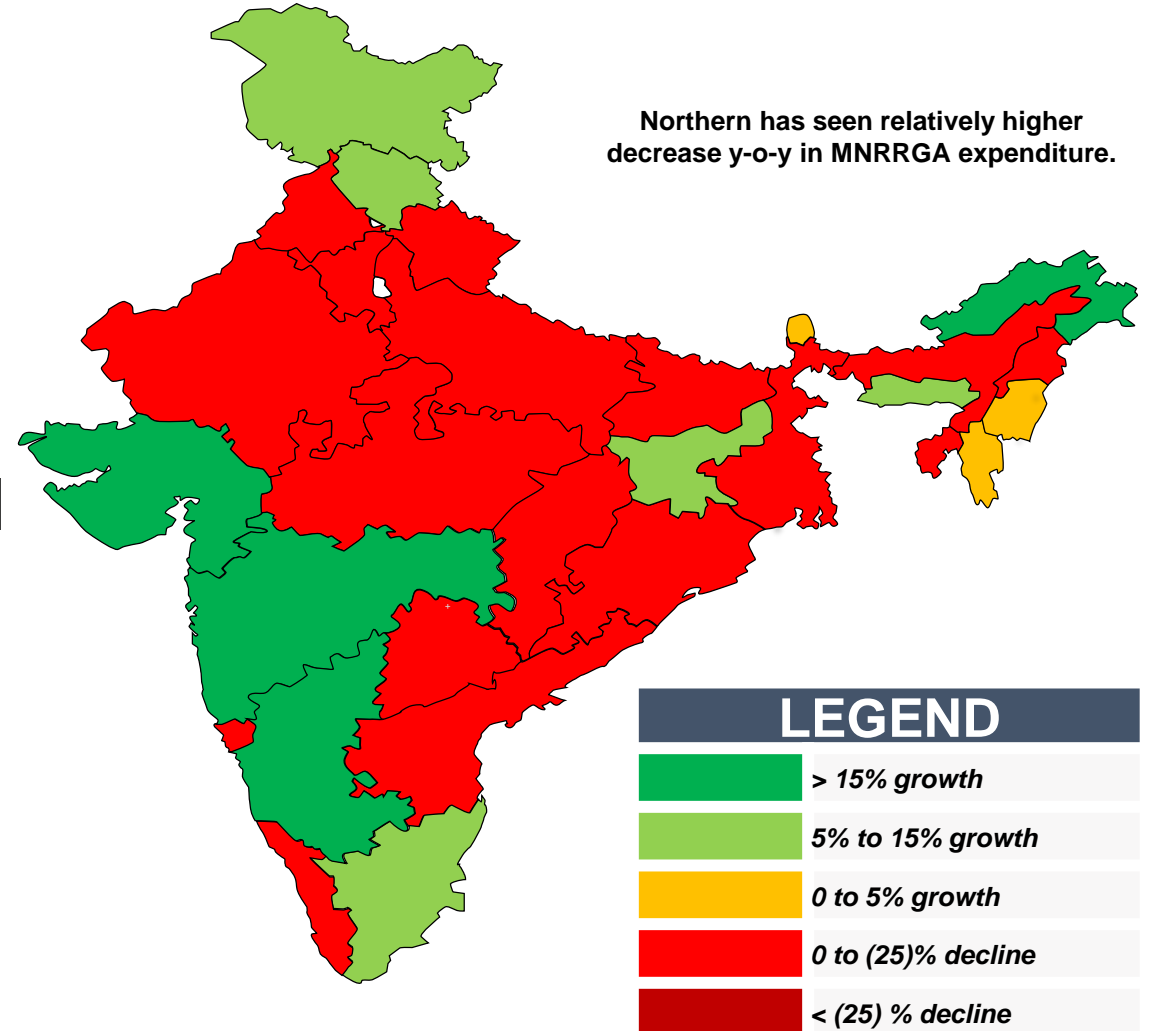 Northern has seen relatively higher
decrease y-o-y in MNRRGA expenditure.
LEGEND
> 15% growth
5% to 15% growth
0 to 5% growth
0 to (25)% decline
< (25) % decline